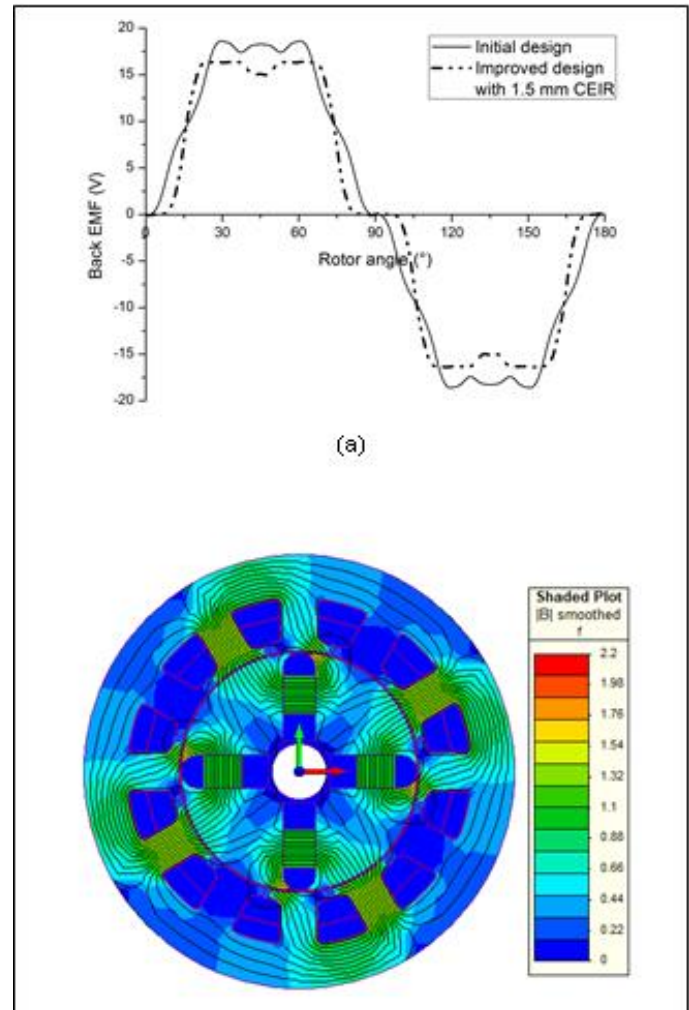 20
15
10
5
0
-5
-10
-15
-20
Back EMF (V)
Initial design
Improved design
with 1.5 mm CEIR
0 30 60 90 120 150 180
Rotor angle (°)
(a)
Shaded Plot
|B| smoothed
f
2.2
1.98
1.76
1.54
1.32
1.1
0.88
0.66
0.44
0.22
0